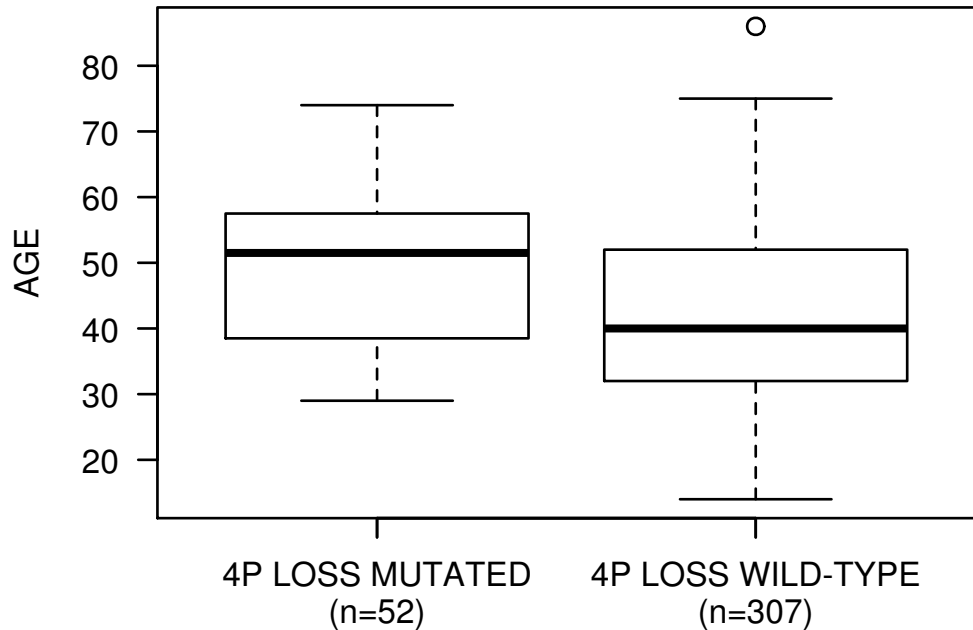 AGE
80
70
60
50
40
30
20
4P LOSS MUTATED
(n=52)
4P LOSS WILD-TYPE
(n=307)